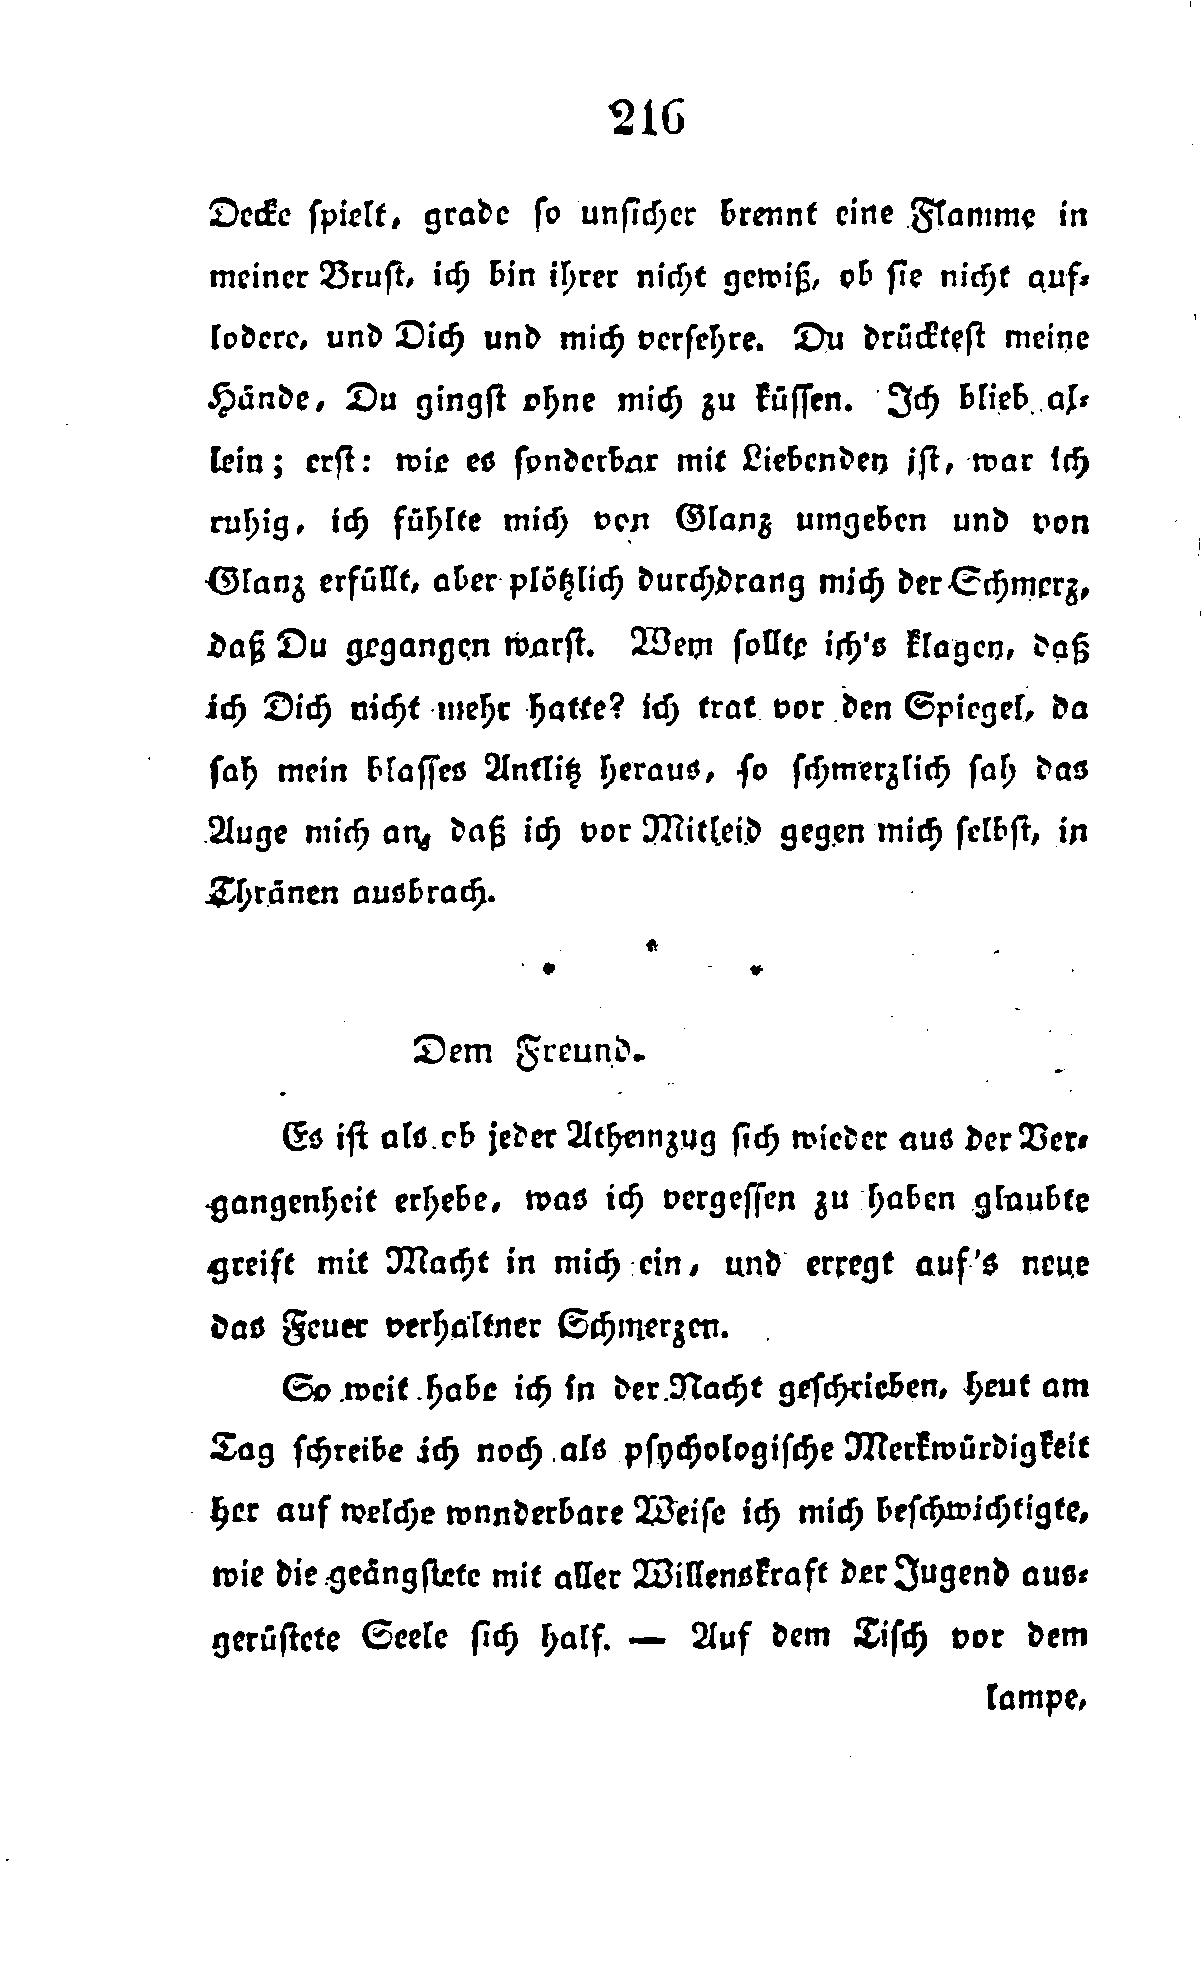 216
Decke spielt, grade so unsicher brennt eine Flamme in
meiner Brust, ich bin ihrer nicht gewiß, ob sie nicht auf-
lodere, und Dich und mich versehre. Du drücktest meine
Hände, Du gingst ohne mich zu küssen. Ich blieb al-
lein; erst: wie es sonderbar mit Liebenden ist, war ich
ruhig, ich fühlte mich von Glanz umgeben und von
Glanz erfüllt, aber plötzlich durchdrang mich der Schmerz,
daß Du gegangen warst. Wem sollte ich's klagen, daß
ich Dich nicht mehr hatte? ich trat vor den Spiegel, da
sah mein blasses Antlitz heraus, so schmerzlich sah das
Auge mich an, daß ich vor Mitleid gegen mich selbst, in
Thränen ausbrach.
* * *
Dem Freund.
Es ist als ob jeder Athemzug sich wieder aus der Ver-
gangenheit erhebe, was ich vergessen zu haben glaubte
greift mit Macht in mich ein, und erregt auf's neue
das Feuer verhaltner Schmerzen.
So weit habe ich in der Nacht geschrieben, heut am
Tag schreibe ich noch als psychologische Merkwürdigkeit
her auf welche wnnderbare Weise ich mich beschwichtigte,
wie die geängstete mit aller Willenskraft der Jugend aus-
gerüstete Seele sich half. — Auf dem Tisch vor dem
lampe,